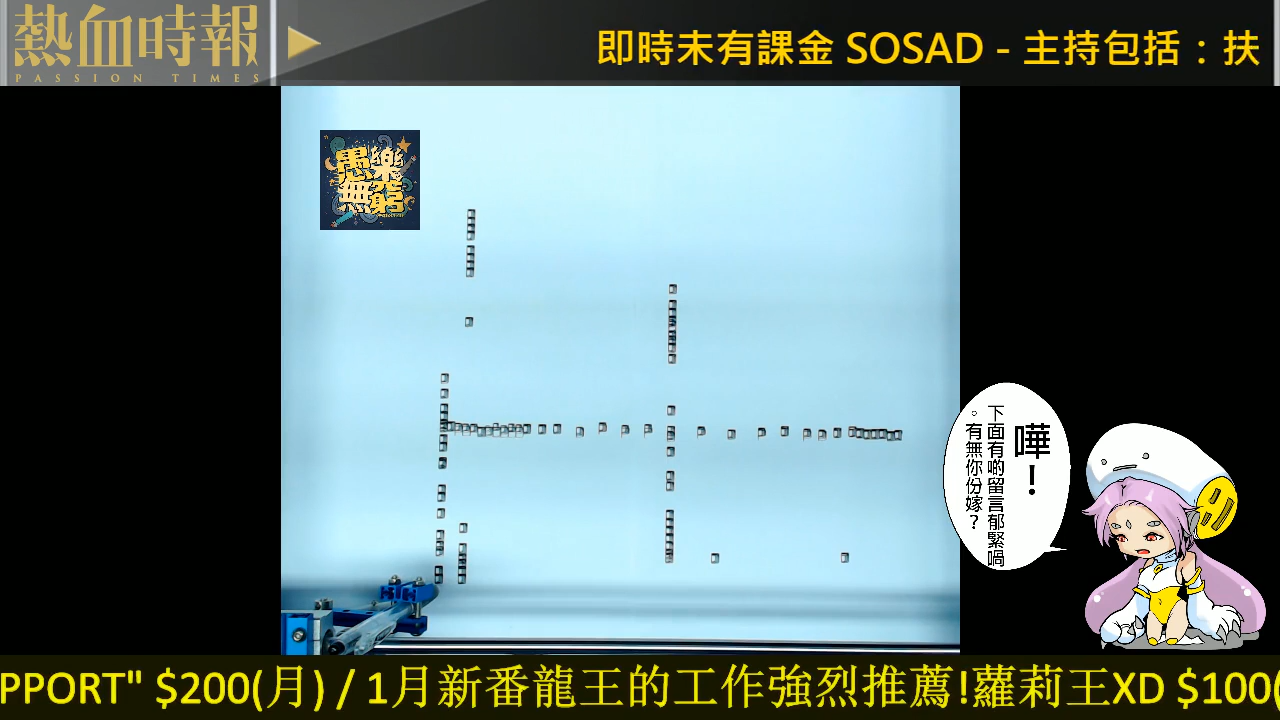 熱血時報
PASSION TIMES
即時未有課金 SOSAD - 主持包括：扶
愚樂
無窮
嘩！
下面有啲留言郁緊喎
。有無你份嫁？
PPORT" $200(月) / 1月新番龍王的工作強烈推薦!蘿莉王XD $100(